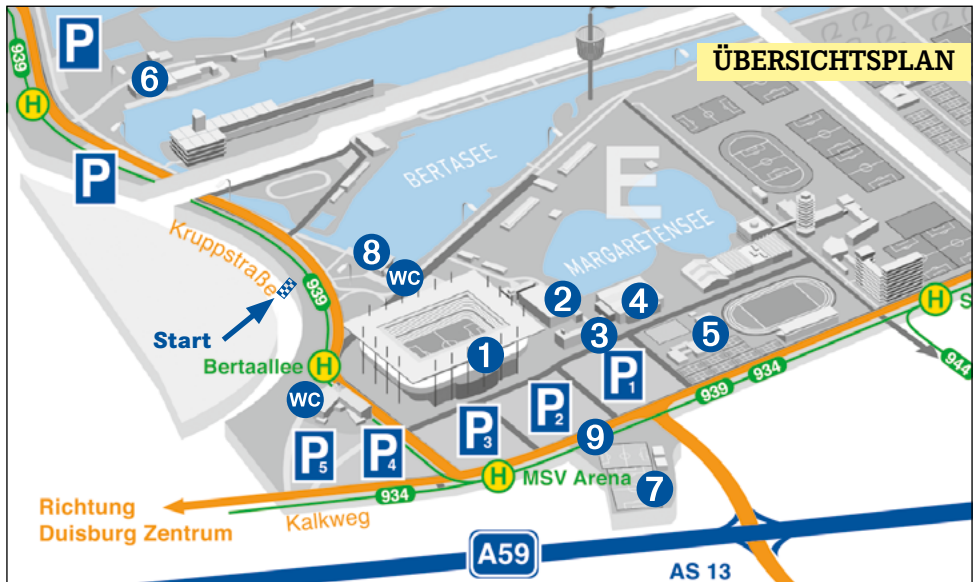 ÜBERSICHTSPLAN
P
939
6
H
P
BERTASEE
E
MARGARETENSEE
Kruppstraße
8
WC
939
Start
2
4
H
S
3
5
1
Bertaallee
H
944
WC
P1
934
939
P2
P3
9
P4
P5
H
MSV Arena
7
934
Richtung
Duisburg Zentrum
Kalkweg
A59
AS 13